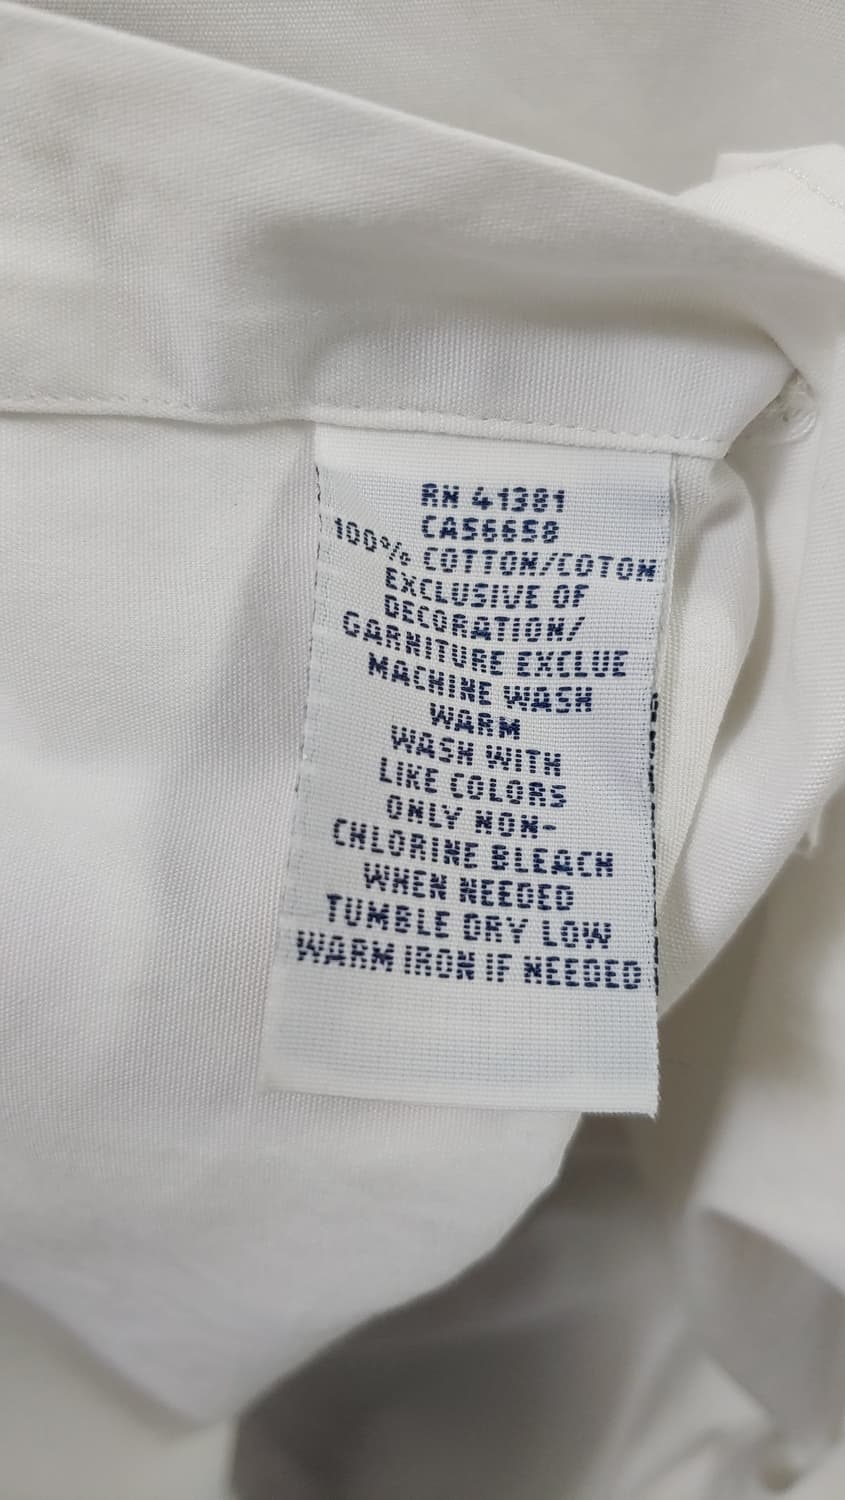 RN 41381
CA56658
100% COTTON/COTON
EXCLUSIVE OF
DECORATION/
GARNITURE EXCLUE
MACHINE WASH
WARM
WASH WITH
LIKE COLORS
ONLY NON-
CHLORINE BLEACH
WHEN NEEDED
TUMBLE DRY LOW
WARM IRON IF NEEDED